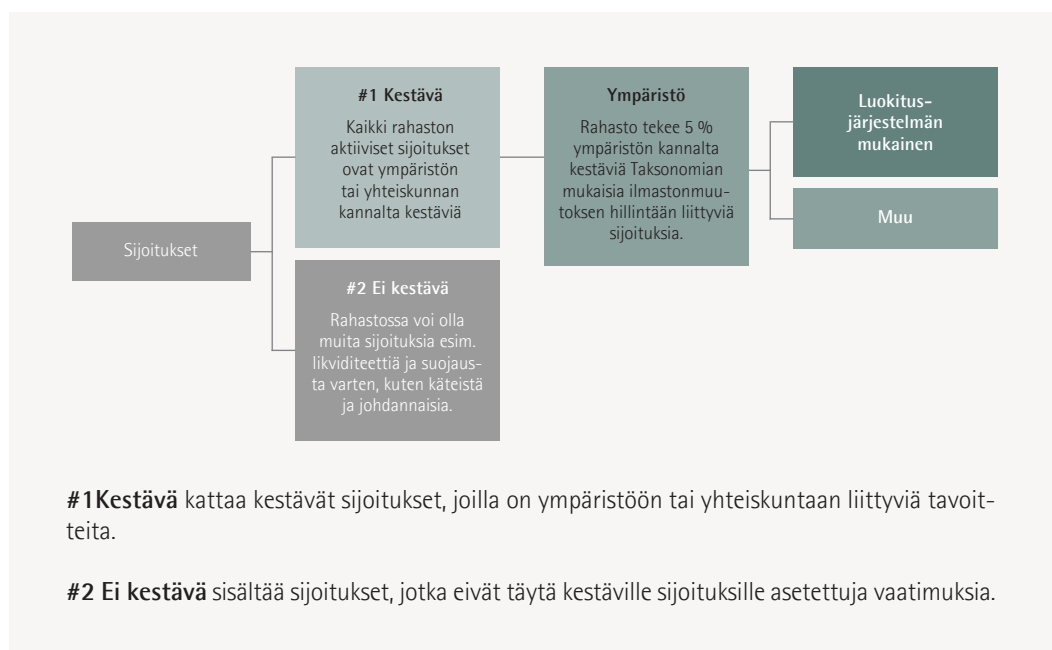 #1 Kestävä
Kaikki rahaston
aktiiviset sijoitukset
ovat ympäristön
tai yhteiskunnan
kannalta kestäviä
Ympäristö
Rahasto tekee 5 %
ympäristön kannalta
kestäviä Taksonomian
mukaisia ilmastonmuu-
toksen hillintään liittyviä
sijoituksia.
Luokitus-
järjestelmän
mukainen
Muu
Sijoitukset
#2 Ei kestävä
Rahastossa voi olla
muita sijoituksia esim.
likviditeettiä ja suojaus-
ta varten, kuten käteistä
ja johdannaisia.
#1Kestävä kattaa kestävät sijoitukset, joilla on ympäristöön tai yhteiskuntaan liittyviä tavoit-
teita.
#2 Ei kestävä sisältää sijoitukset, jotka eivät täytä kestäville sijoituksille asetettuja vaatimuksia.